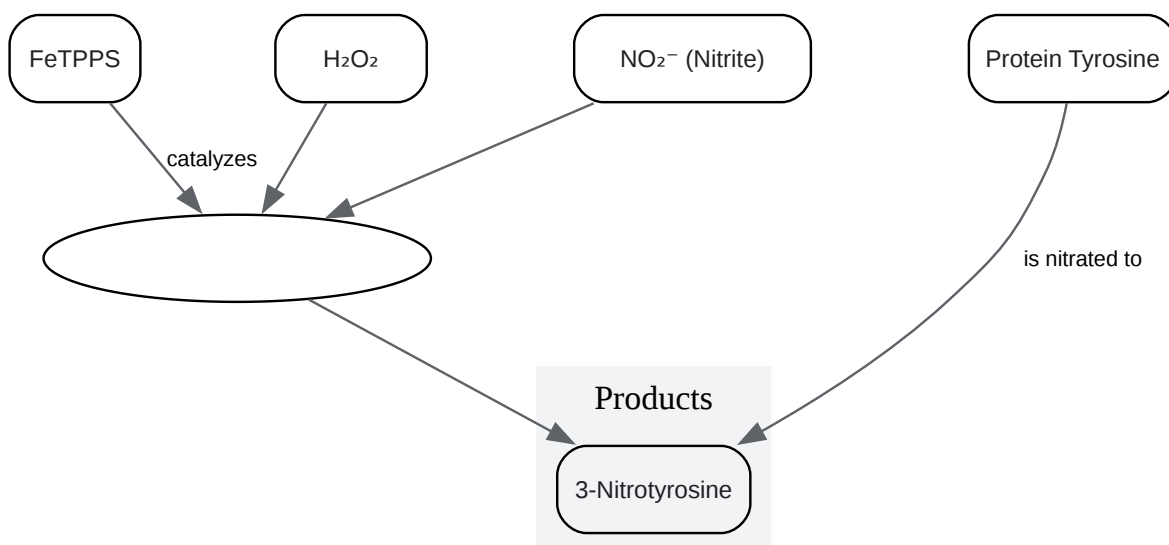 FeTPPS
H₂O₂
NO₂⁻ (Nitrite)
Protein Tyrosine
catalyzes
is nitrated to
Products
3-Nitrotyrosine